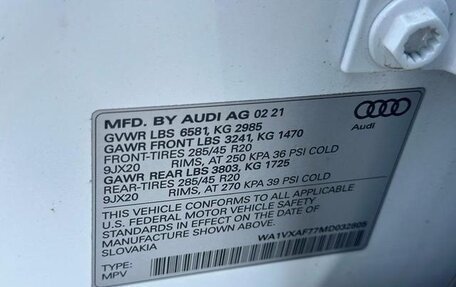 MFD. BY AUDI AG 02 21
GVWR LBS 6581, KG 2985
GAWR FRONT LBS 3241, KG 1470
FRONT-TIRES 285/45 R20
9JX20 RIMS, AT 250 KPA 36 PSI COLD
GAWR REAR LBS 3803, KG 1725
REAR-TIRES 285/45 R20
9JX20 RIMS, AT 270 KPA 39 PSI COLD
THIS VEHICLE CONFORMS TO ALL APPLICABLE
U.S. FEDERAL MOTOR VEHICLE SAFETY
STANDARDS IN EFFECT ON THE DATE OF
MANUFACTURE SHOWN ABOVE.
SLOVAKIA
TYPE:
MPV
WA1VXAF77MD032805
Audi